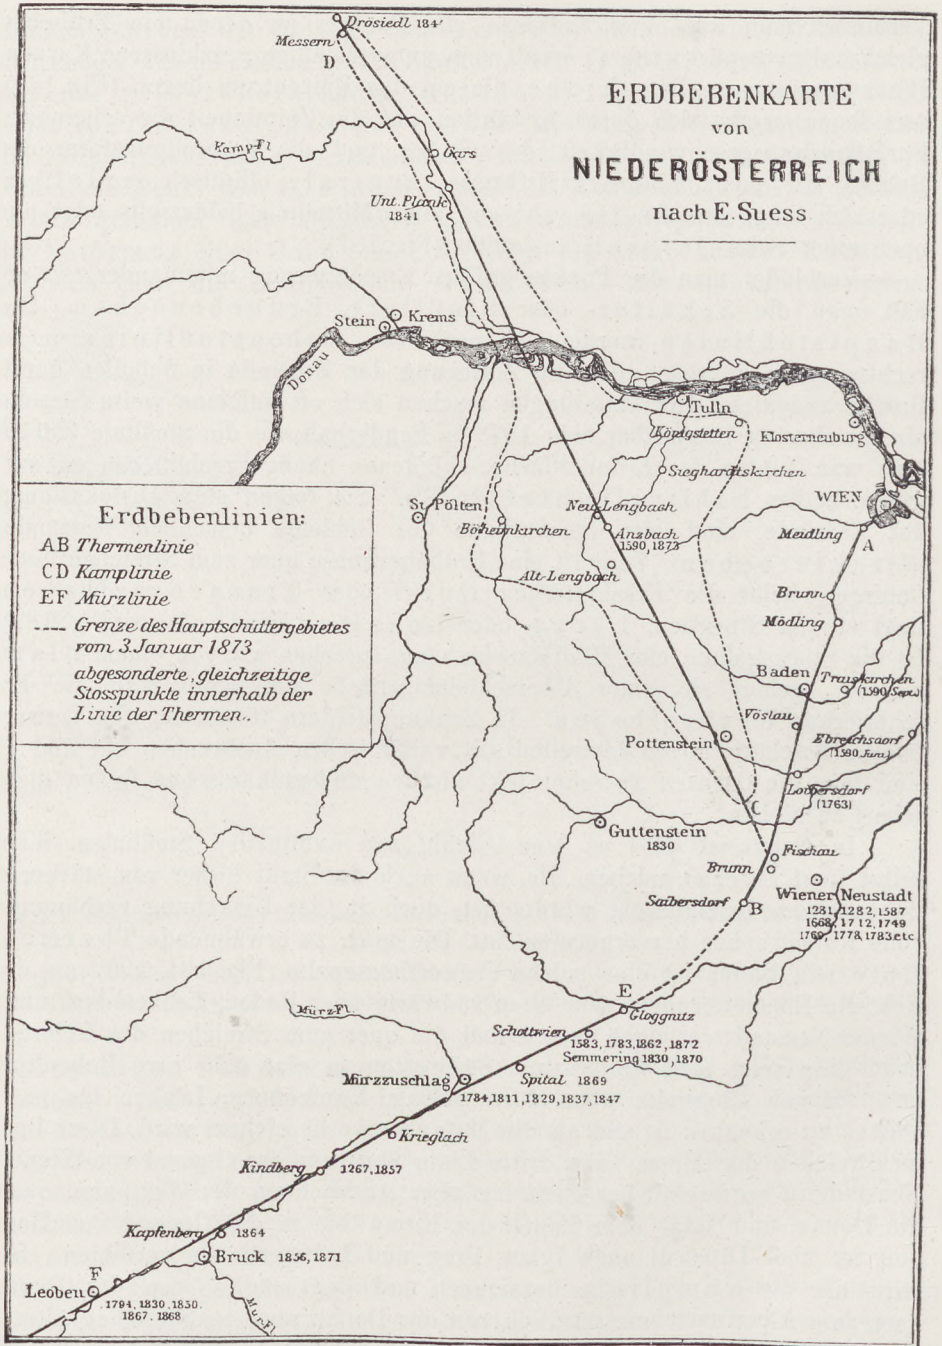 ERDBEBENKARTE
von
NIEDERÖSTERREICH
nach E. Suess
Drösiedl 184
Messern
D
Kamp-Fl
Gars
Unt. Plank
1841
Krems
Stein
Donau
Tulln
Königstetten
Klosterneuburg
Sieghardtskirchen
WIEN
St. Pölten
Neu Lengbach
Böheimkirchen
Anzbach
1590, 1873
Meidling
A
Alt-Lengbach
Brunn
Mödling
Erdbebenlinien:
AB Thermenlinie
CD Kamplinie
EF Mürzlinie
---- Grenze des Hauptschüttergebietes
vom 3. Januar 1873
abgesonderte, gleichzeitige
Stosspunkte innerhalb der
Linie der Thermen.
Baden
Traiskirchen
(1590 Sept.)
Vöslau
Pottenstein
Ebreichsdorf
(1590 Juni)
Lobbersdorf
(1763)
C
Guttenstein
1830
Fischau
Brunn
Saibersdorf
B
Wiener Neustadt
1281, 1282, 1587
1668, 1712, 1749
1769, 1778, 1783 etc
E
Gloggnitz
Mürz-Fl.
Schottwien
1583, 1783, 1862, 1872
Semmering 1830, 1870
Mürzzuschlag
Spital 1869
1784, 1811, 1829, 1837, 1847
Krieglach
Kindberg
1267, 1857
Kapfenberg
1864
Bruck 1856, 1871
F
Leoben
1794, 1830, 1850.
1867. 1868.
Mur-Fl